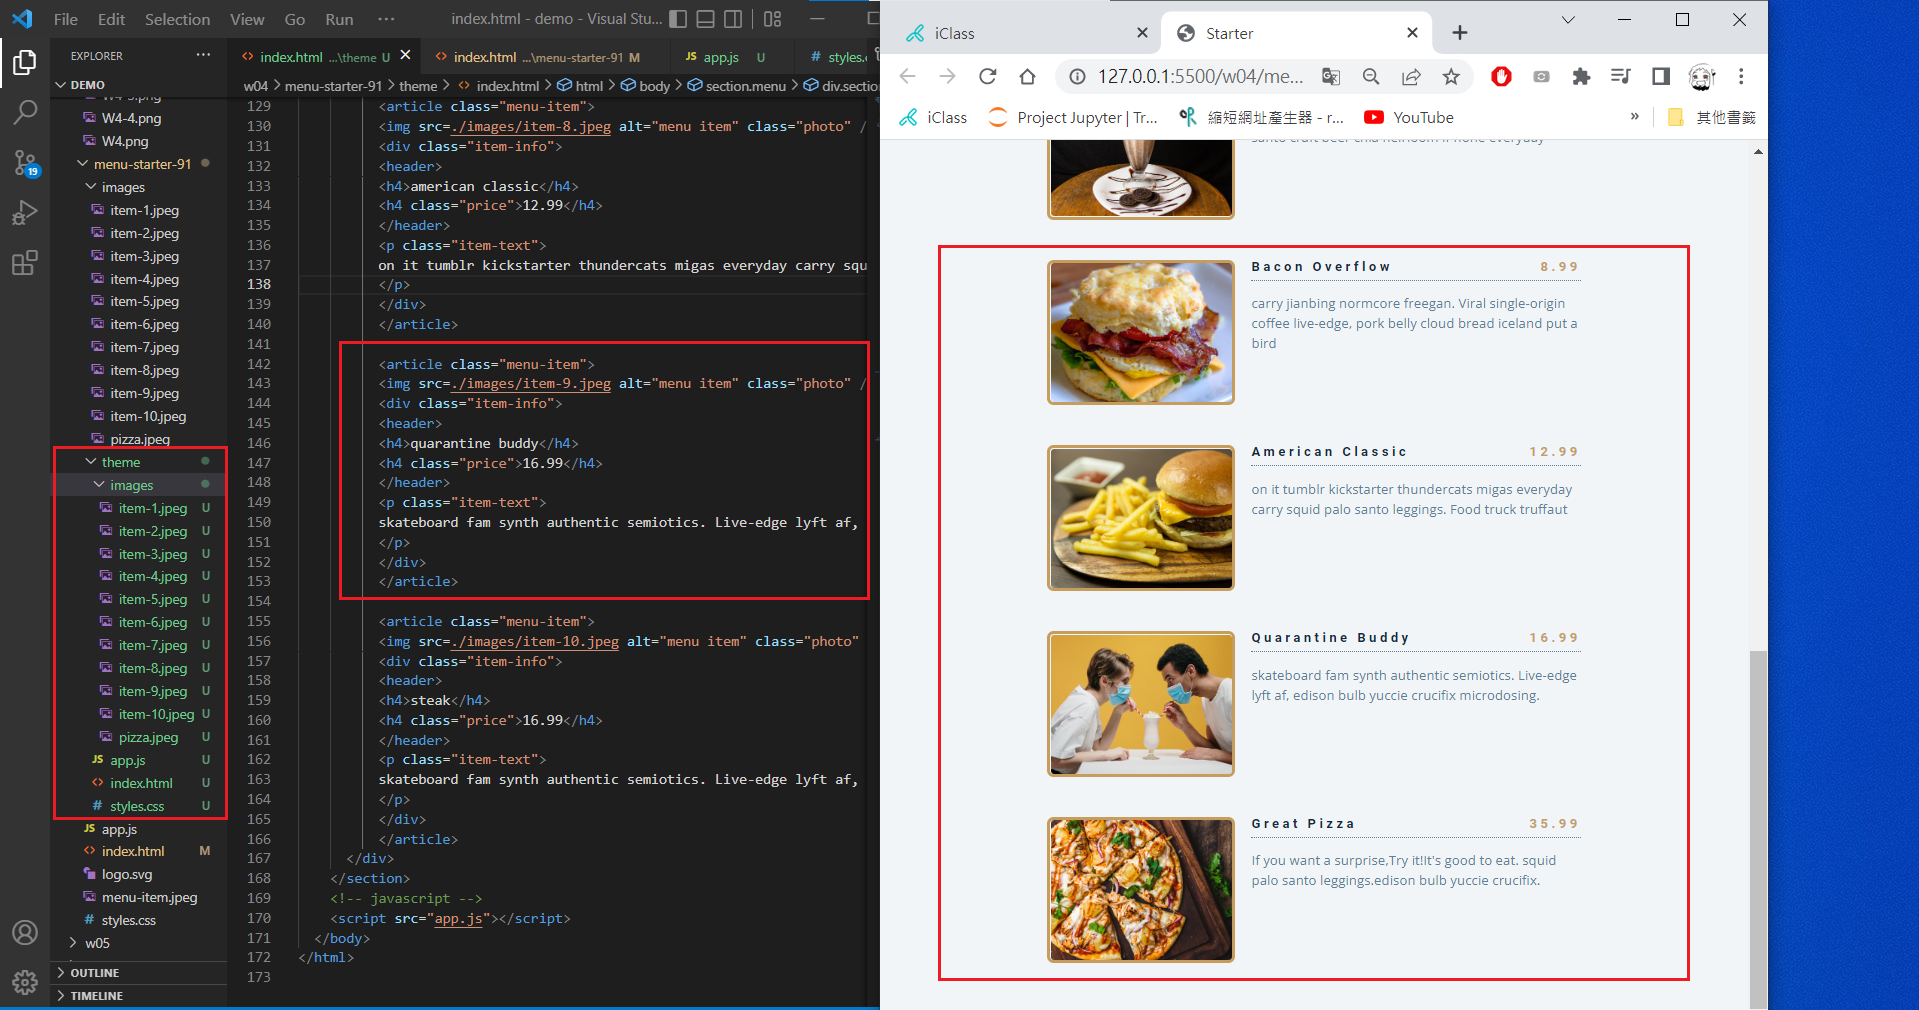 File Edit Selection View Go Run ··· index.html - demo - Visual Stu...
EXPLORER ···
DEMO
W4-3.png
W4-4.png
W4.png
menu-starter-91
images
item-1.jpeg
item-2.jpeg
item-3.jpeg
item-4.jpeg
item-5.jpeg
item-6.jpeg
item-7.jpeg
item-8.jpeg
item-9.jpeg
item-10.jpeg
pizza.jpeg
theme
images
item-1.jpeg U
item-2.jpeg U
item-3.jpeg U
item-4.jpeg U
item-5.jpeg U
item-6.jpeg U
item-7.jpeg U
item-8.jpeg U
item-9.jpeg U
item-10.jpeg U
pizza.jpeg U
JS app.js U
<> index.html U
# styles.css U
JS app.js
<> index.html M
logo.svg
menu-item.jpeg
# styles.css
> w05
> OUTLINE
> TIMELINE
19
<> index.html ...\theme U × <> index.html ...\menu-starter-91 M JS app.js U # styles.c
w04 > menu-starter-91 > theme > <> index.html > html > body > section.menu > div.section
129 <article class="menu-item">
130 <img src=./images/item-8.jpeg alt="menu item" class="photo" /
131 <div class="item-info">
132 <header>
133 <h4>american classic</h4>
134 <h4 class="price">12.99</h4>
135 </header>
136 <p class="item-text">
137 on it tumblr kickstarter thundercats migas everyday carry squ
138 </p>
139 </div>
140 </article>
141
142 <article class="menu-item">
143 <img src=./images/item-9.jpeg alt="menu item" class="photo" /
144 <div class="item-info">
145 <header>
146 <h4>quarantine buddy</h4>
147 <h4 class="price">16.99</h4>
148 </header>
149 <p class="item-text">
150 skateboard fam synth authentic semiotics. Live-edge lyft af,
151 </p>
152 </div>
153 </article>
154
155 <article class="menu-item">
156 <img src=./images/item-10.jpeg alt="menu item" class="photo"
157 <div class="item-info">
158 <header>
159 <h4>steak</h4>
160 <h4 class="price">16.99</h4>
161 </header>
162 <p class="item-text">
163 skateboard fam synth authentic semiotics. Live-edge lyft af,
164 </p>
165 </div>
166 </article>
167 </div>
168 </section>
169 <!-- javascript -->
170 <script src="app.js"></script>
171 </body>
172 </html>
173
iClass × Starter × +
127.0.0.1:5500/w04/me...
iClass Project Jupyter | Tr... 縮短網址產生器 - r... YouTube » 其他書籤
santo craft beer chia heirloom iPhone everyday
Bacon Overflow 8.99
carry jianbing normcore freegan. Viral single-origin
coffee live-edge, pork belly cloud bread iceland put a
bird
American Classic 12.99
on it tumblr kickstarter thundercats migas everyday
carry squid palo santo leggings. Food truck truffaut
Quarantine Buddy 16.99
skateboard fam synth authentic semiotics. Live-edge
lyft af, edison bulb yuccie crucifix microdosing.
Great Pizza 35.99
If you want a surprise,Try it!It's good to eat. squid
palo santo leggings.edison bulb yuccie crucifix.